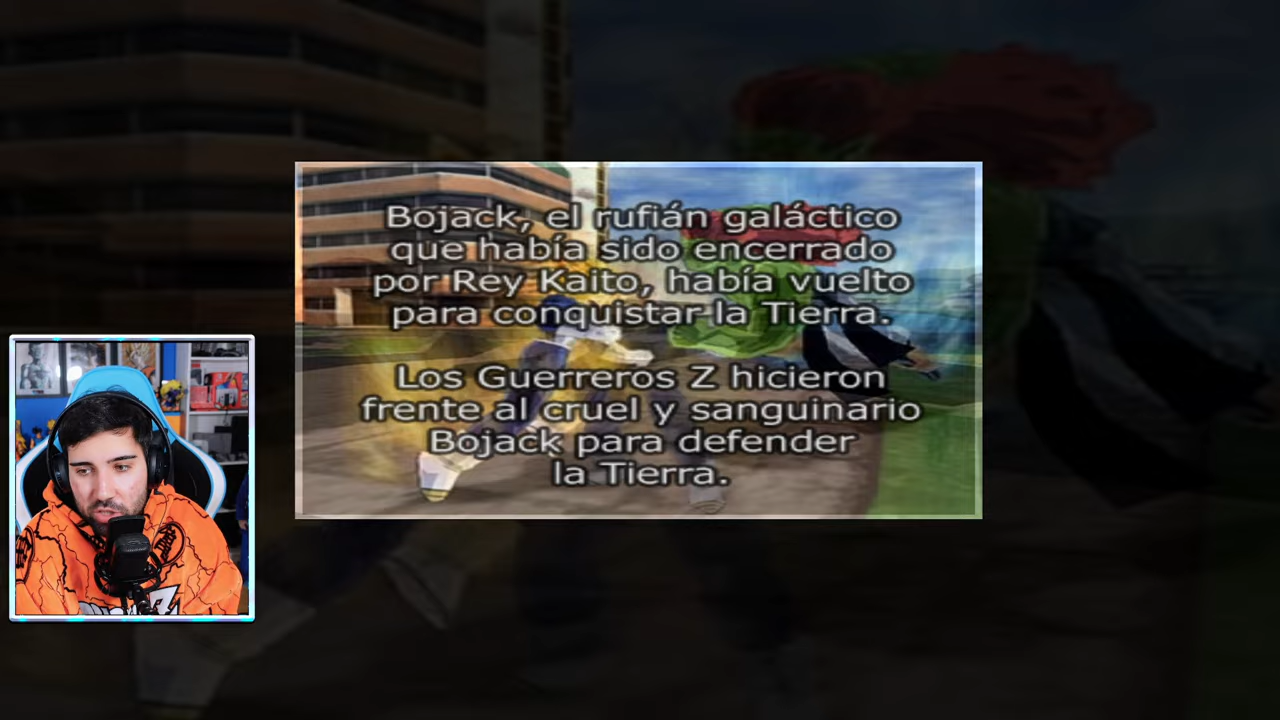 Bojack, el rufián galáctico
que había sido encerrado
por Rey Kaito, había vuelto
para conquistar la Tierra.
Los Guerreros Z hicieron
frente al cruel y sanguinario
Bojack para defender
la Tierra.